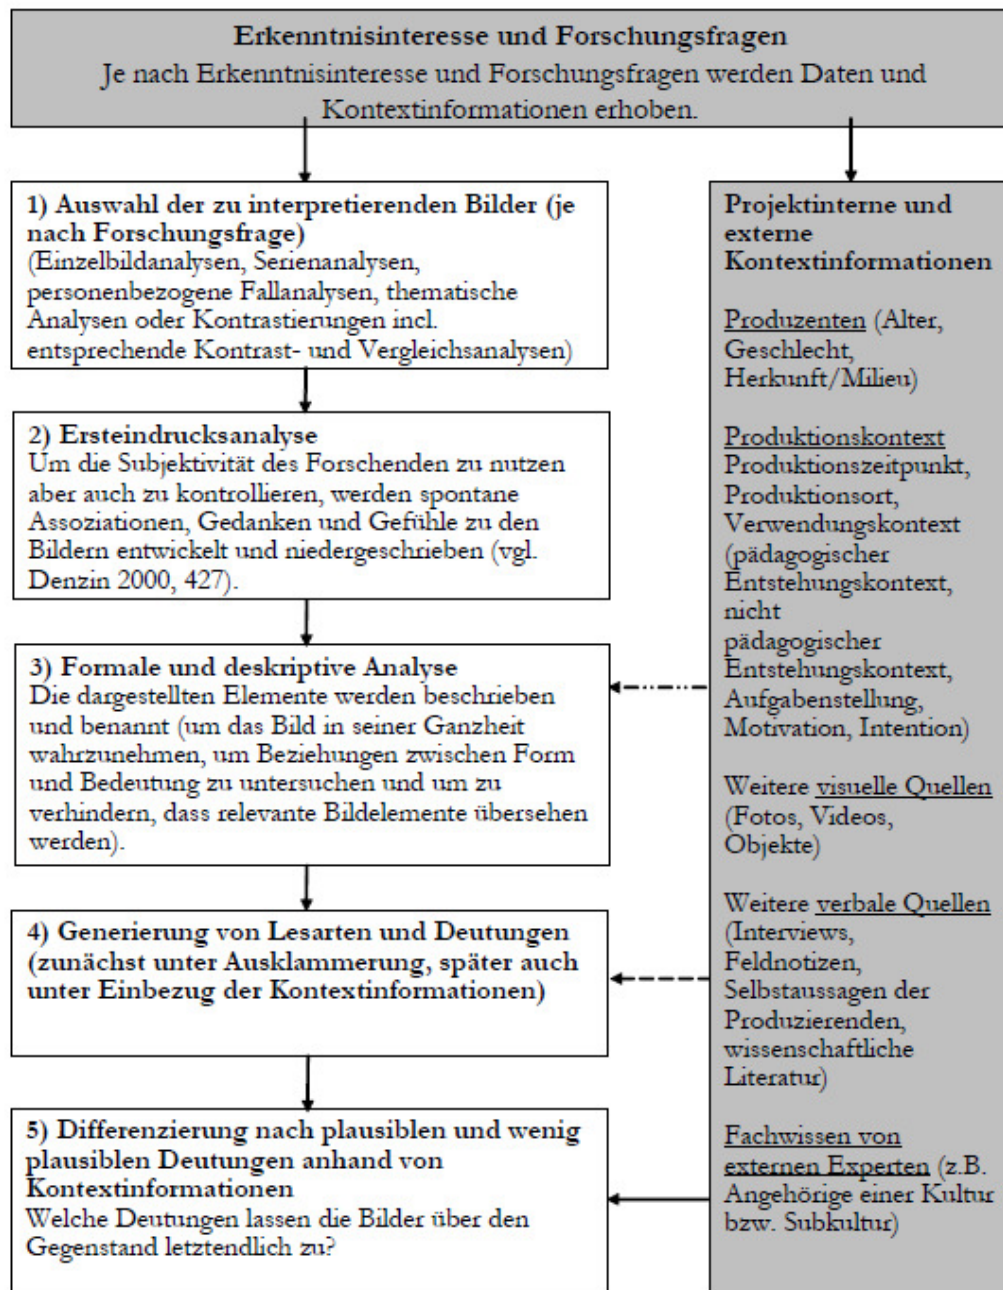 Erkenntnisinteresse und Forschungsfragen
Je nach Erkenntnisinteresse und Forschungsfragen werden Daten und
Kontextinformationen erhoben.
1) Auswahl der zu interpretierenden Bilder (je
nach Forschungsfrage)
(Einzelbildanalysen, Serienanalysen,
personenbezogene Fallanalysen, thematische
Analysen oder Kontrastierungen incl.
entsprechende Kontrast- und Vergleichsanalysen)
2) Ersteindrucksanalyse
Um die Subjektivität des Forschenden zu nutzen
aber auch zu kontrollieren, werden spontane
Assoziationen, Gedanken und Gefühle zu den
Bildern entwickelt und niedergeschrieben (vgl.
Denzin 2000, 427).
3) Formale und deskriptive Analyse
Die dargestellten Elemente werden beschrieben
und benannt (um das Bild in seiner Ganzheit
wahrzunehmen, um Beziehungen zwischen Form
und Bedeutung zu untersuchen und um zu
verhindern, dass relevante Bildelemente übersehen
werden).
4) Generierung von Lesarten und Deutungen
(zunächst unter Ausklammerung, später auch
unter Einbezug der Kontextinformationen)
5) Differenzierung nach plausiblen und wenig
plausiblen Deutungen anhand von
Kontextinformationen
Welche Deutungen lassen die Bilder über den
Gegenstand letztendlich zu?
Projektinterne und
externe
Kontextinformationen
Produzenten (Alter,
Geschlecht,
Herkunft/Milieu)
Produktionskontext
Produktionszeitpunkt,
Produktionsort,
Verwendungskontext
(pädagogischer
Entstehungskontext,
nicht
pädagogischer
Entstehungskontext,
Aufgabenstellung,
Motivation, Intention)
Weitere visuelle Quellen
(Fotos, Videos,
Objekte)
Weitere verbale Quellen
(Interviews,
Feldnotizen,
Selbstaussagen der
Produzierenden,
wissenschaftliche
Literatur)
Fachwissen von
externen Experten (z.B.
Angehörige einer Kultur
bzw. Subkultur)